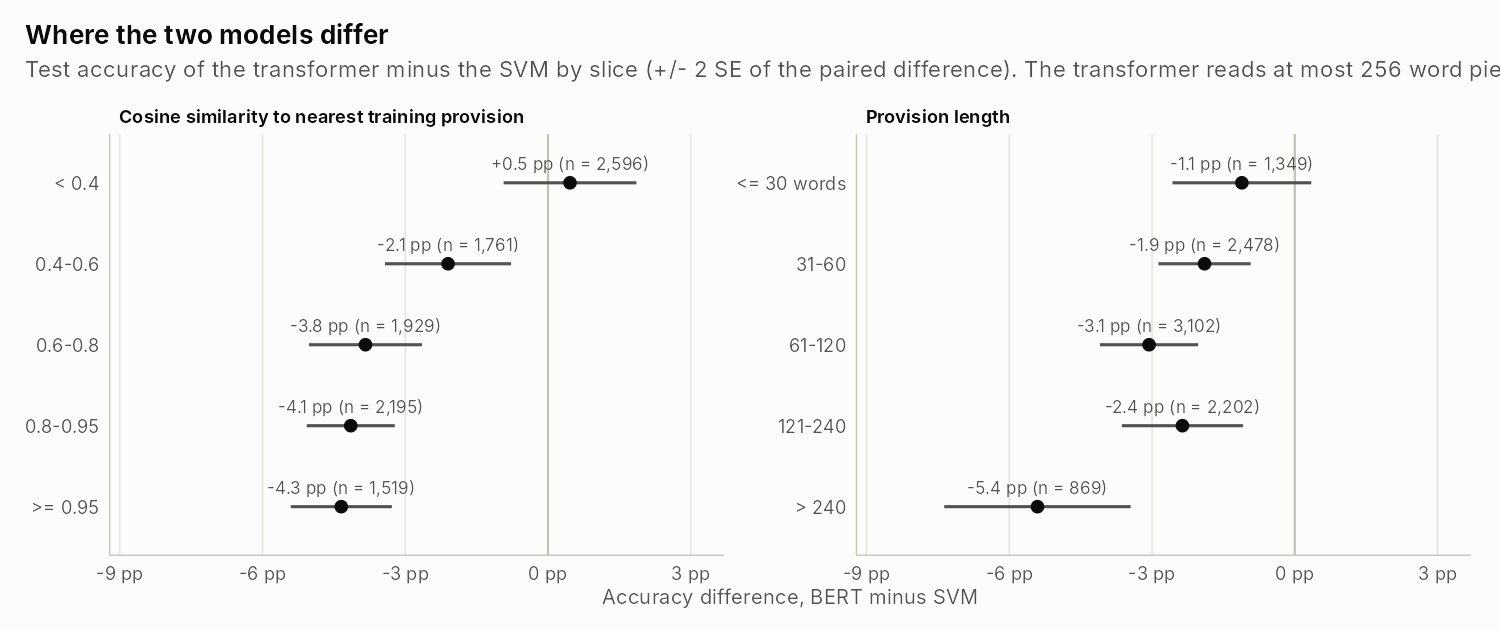 Where the two models differ
Test accuracy of the transformer minus the SVM by slice (+/- 2 SE of the paired difference). The transformer reads at most 256 word pie
Cosine similarity to nearest training provision
< 0.4
+0.5 pp (n = 2,596)
0.4-0.6
-2.1 pp (n = 1,761)
0.6-0.8
-3.8 pp (n = 1,929)
0.8-0.95
-4.1 pp (n = 2,195)
>= 0.95
-4.3 pp (n = 1,519)
-9 pp
-6 pp
-3 pp
0 pp
3 pp
Provision length
<= 30 words
-1.1 pp (n = 1,349)
31-60
-1.9 pp (n = 2,478)
61-120
-3.1 pp (n = 3,102)
121-240
-2.4 pp (n = 2,202)
> 240
-5.4 pp (n = 869)
-9 pp
-6 pp
-3 pp
0 pp
3 pp
Accuracy difference, BERT minus SVM